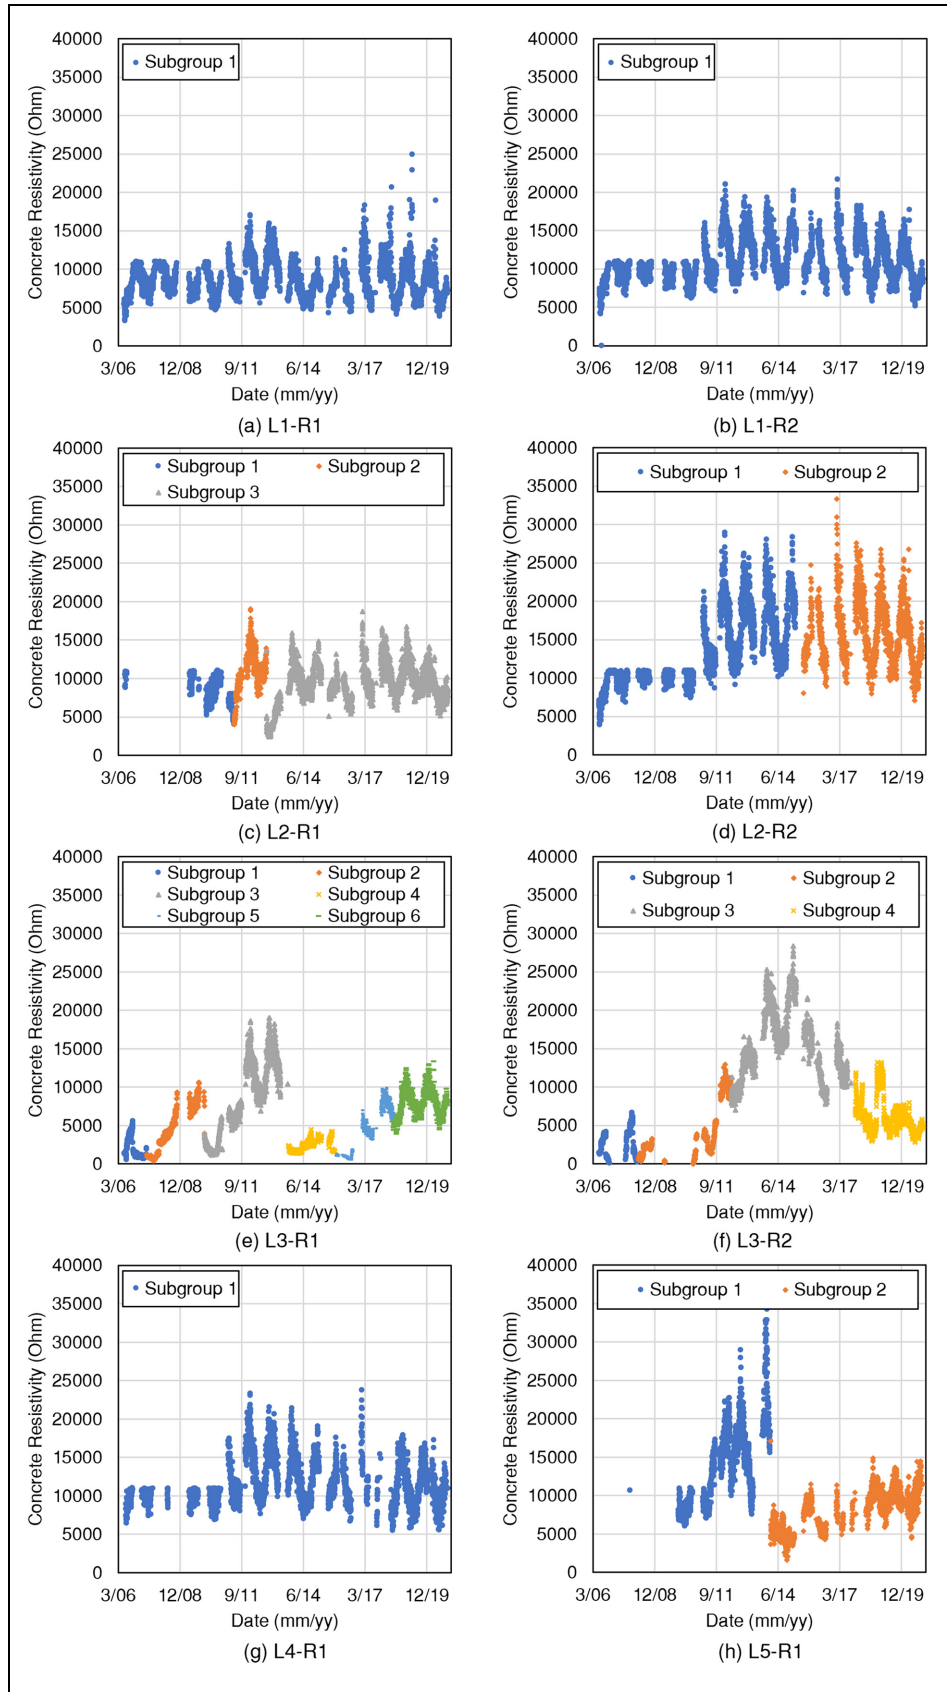 40000
Subgroup 1
35000
30000
25000
20000
15000
10000
5000
0
Concrete Resistivity (Ohm)
3/06 12/08 9/11 6/14 3/17 12/19
Date (mm/yy)
(a) L1-R1
40000
Subgroup 1
35000
30000
25000
20000
15000
10000
5000
0
Concrete Resistivity (Ohm)
3/06 12/08 9/11 6/14 3/17 12/19
Date (mm/yy)
(b) L1-R2
40000
Subgroup 1 Subgroup 2
Subgroup 3
35000
30000
25000
20000
15000
10000
5000
0
Concrete Resistivity (Ohm)
3/06 12/08 9/11 6/14 3/17 12/19
Date (mm/yy)
(c) L2-R1
40000
Subgroup 1 Subgroup 2
35000
30000
25000
20000
15000
10000
5000
0
Concrete Resistivity (Ohm)
3/06 12/08 9/11 6/14 3/17 12/19
Date (mm/yy)
(d) L2-R2
40000
Subgroup 1 Subgroup 2
Subgroup 3 Subgroup 4
Subgroup 5 Subgroup 6
35000
30000
25000
20000
15000
10000
5000
0
Concrete Resistivity (Ohm)
3/06 12/08 9/11 6/14 3/17 12/19
Date (mm/yy)
(e) L3-R1
40000
Subgroup 1 Subgroup 2
Subgroup 3 Subgroup 4
35000
30000
25000
20000
15000
10000
5000
0
Concrete Resistivity (Ohm)
3/06 12/08 9/11 6/14 3/17 12/19
Date (mm/yy)
(f) L3-R2
40000
Subgroup 1
35000
30000
25000
20000
15000
10000
5000
0
Concrete Resistivity (Ohm)
3/06 12/08 9/11 6/14 3/17 12/19
Date (mm/yy)
(g) L4-R1
40000
Subgroup 1 Subgroup 2
35000
30000
25000
20000
15000
10000
5000
0
Concrete Resistivity (Ohm)
3/06 12/08 9/11 6/14 3/17 12/19
Date (mm/yy)
(h) L5-R1